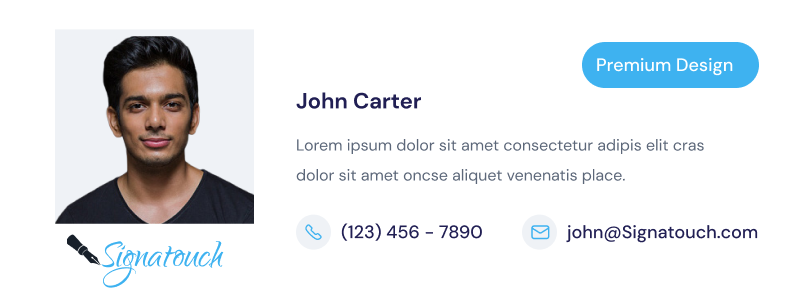 Premium Design
John Carter
Lorem ipsum dolor sit amet consectetur adipis elit cras
dolor sit amet oncse aliquet venenatis place.
(123) 456 - 7890
john@Signatouch.com
Signatouch